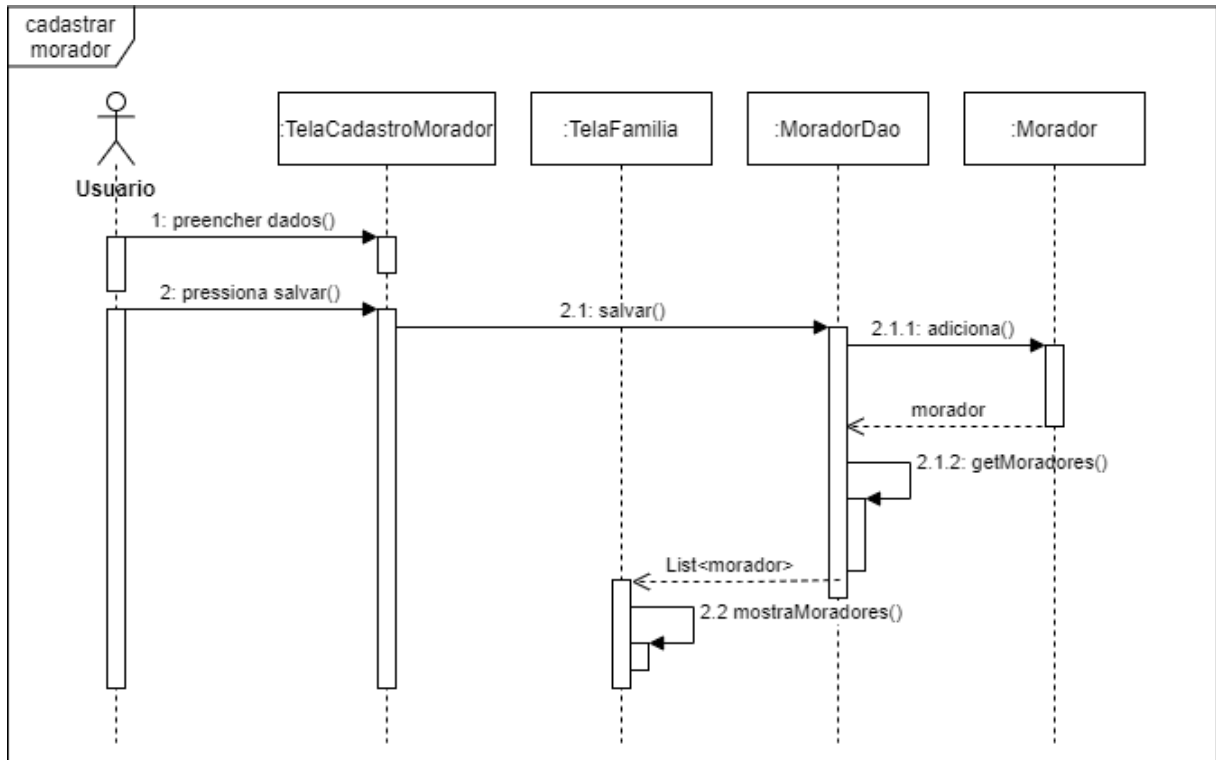 cadastrar
morador
Usuario
:TelaCadastroMorador
:TelaFamilia
:MoradorDao
:Morador
1: preencher dados()
2: pressiona salvar()
2.1: salvar()
2.1.1: adiciona()
morador
2.1.2: getMoradores()
List<morador>
2.2 mostraMoradores()